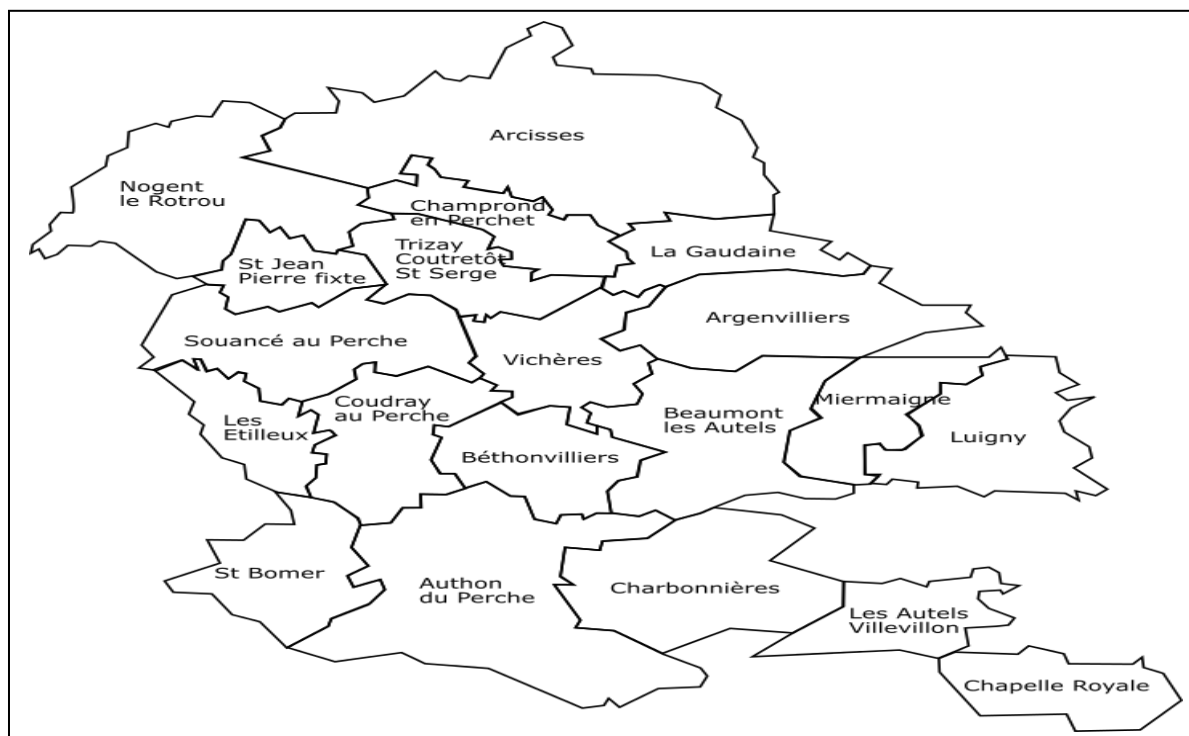 Arcisses
Nogent
le Rotrou
Champrond
en Perchet
Trizay
Coutretôt
St Serge
La Gaudaine
St Jean
Pierre fixte
Argenvilliers
Souancé au Perche
Vichères
Coudray
au Perche
Les
Etilleux
Beaumont
les Autels
Miermaigne
Luigny
Béthonvilliers
St Bomer
Authon
du Perche
Charbonnières
Les Autels
Villevillon
Chapelle Royale